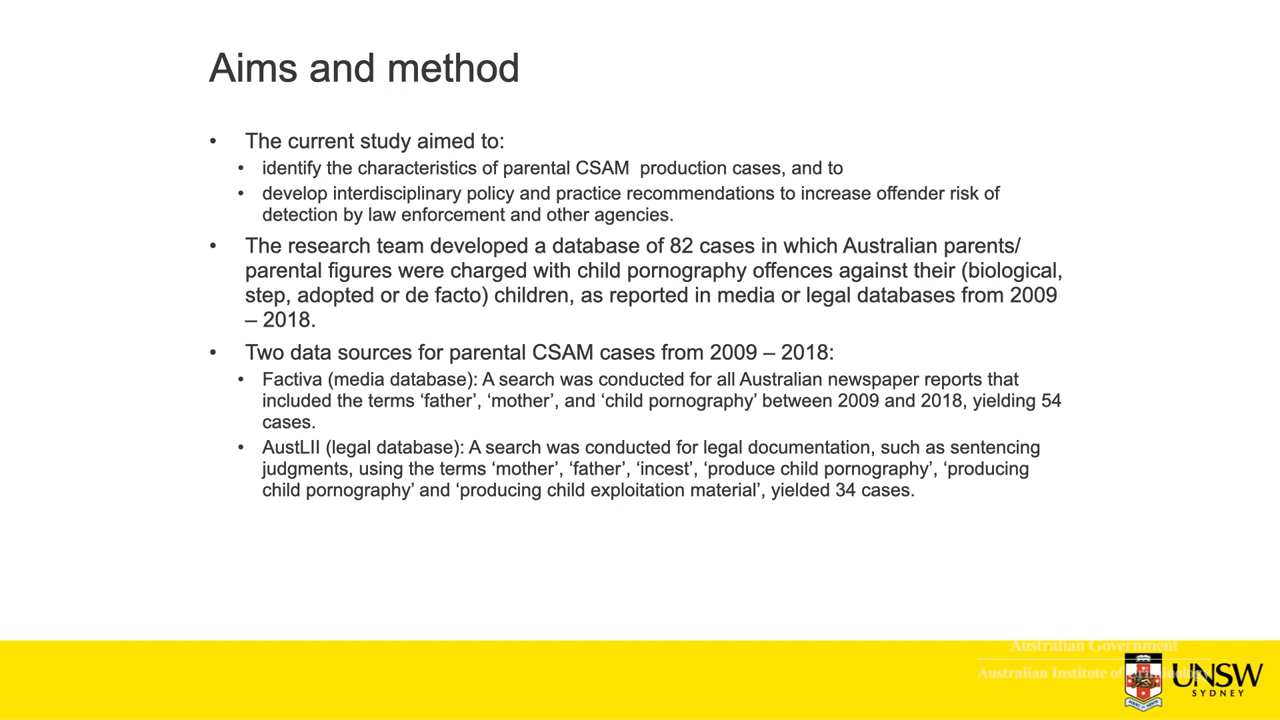 Aims and method
• The current study aimed to:
• identify the characteristics of parental CSAM production cases, and to
• develop interdisciplinary policy and practice recommendations to increase offender risk of
detection by law enforcement and other agencies.
• The research team developed a database of 82 cases in which Australian parents/
parental figures were charged with child pornography offences against their (biological,
step, adopted or de facto) children, as reported in media or legal databases from 2009
– 2018.
• Two data sources for parental CSAM cases from 2009 – 2018:
• Factiva (media database): A search was conducted for all Australian newspaper reports that
included the terms ‘father’, ‘mother’, and ‘child pornography’ between 2009 and 2018, yielding 54
cases.
• AustLII (legal database): A search was conducted for legal documentation, such as sentencing
judgments, using the terms ‘mother’, ‘father’, ‘incest’, ‘produce child pornography’, ‘producing
child pornography’ and ‘producing child exploitation material’, yielded 34 cases.
Australian Government
Australian Institute of
UNSW
SYDNEY